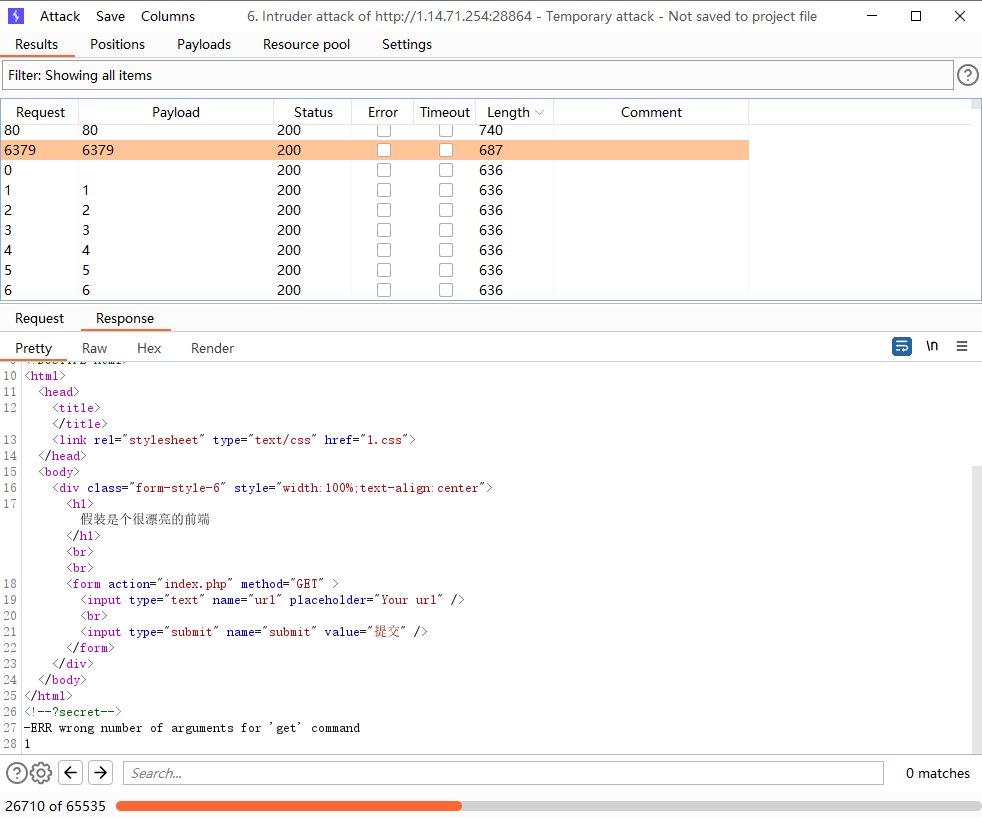 Attack Save Columns 6. Intruder attack of http://1.14.71.254:28864 - Temporary attack - Not saved to project file
Results Positions Payloads Resource pool Settings
Filter: Showing all items
Request Payload Status Error Timeout Length Comment
80 80 200 740
6379 6379 200 687
0 200 636
1 1 200 636
2 2 200 636
3 3 200 636
4 4 200 636
5 5 200 636
6 6 200 636
Request Response
Pretty Raw Hex Render \n
9 <!DOCTYPE html>
10 <html>
11 <head>
12 <title>
</title>
13 <link rel="stylesheet" type="text/css" href="1.css">
14 </head>
15 <body>
16 <div class="form-style-6" style="width:100%;text-align:center">
17 <h1>
假装是个很漂亮的前端
</h1>
<br>
<br>
18 <form action="index.php" method="GET" >
19 <input type="text" name="url" placeholder="Your url" />
20 <br>
21 <input type="submit" name="submit" value="提交" />
22 </form>
23 </div>
24 </body>
25 </html>
26 <!--?secret-->
27 -ERR wrong number of arguments for 'get' command
28 1
Search... 0 matches
26710 of 65535